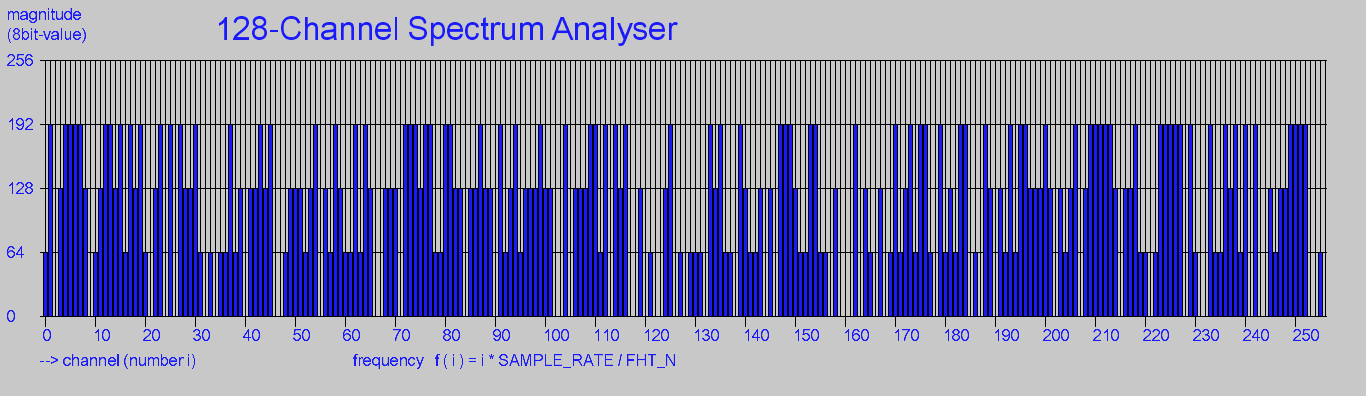 magnitude
(8bit-value)
128-Channel Spectrum Analyser
256
192
128
64
0
0 10 20 30 40 50 60 70 80 90 100 110 120 130 140 150 160 170 180 190 200 210 220 230 240 250
--> channel (number i)
frequency f ( i ) = i * SAMPLE_RATE / FHT_N